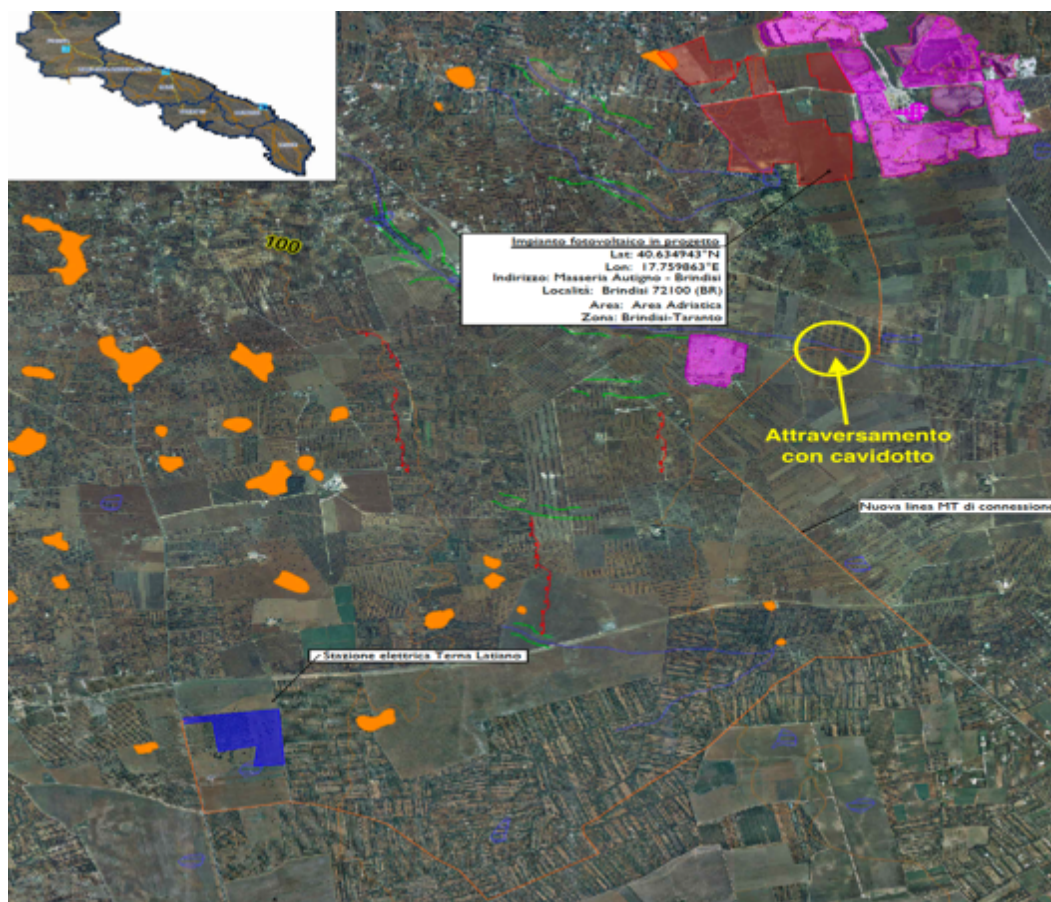 100
Impianto fotovoltaico in progetto
Lat: 40.634943°N
Lon: 17.759863°E
Indirizzo: Masseria Autigno - Brindisi
Località: Brindisi 72100 (BR)
Area: Area Adriatica
Zona: Brindisi-Taranto
Attraversamento
con cavidotto
Nuova linea MT di connessione
Stazione elettrica Terna Latiano